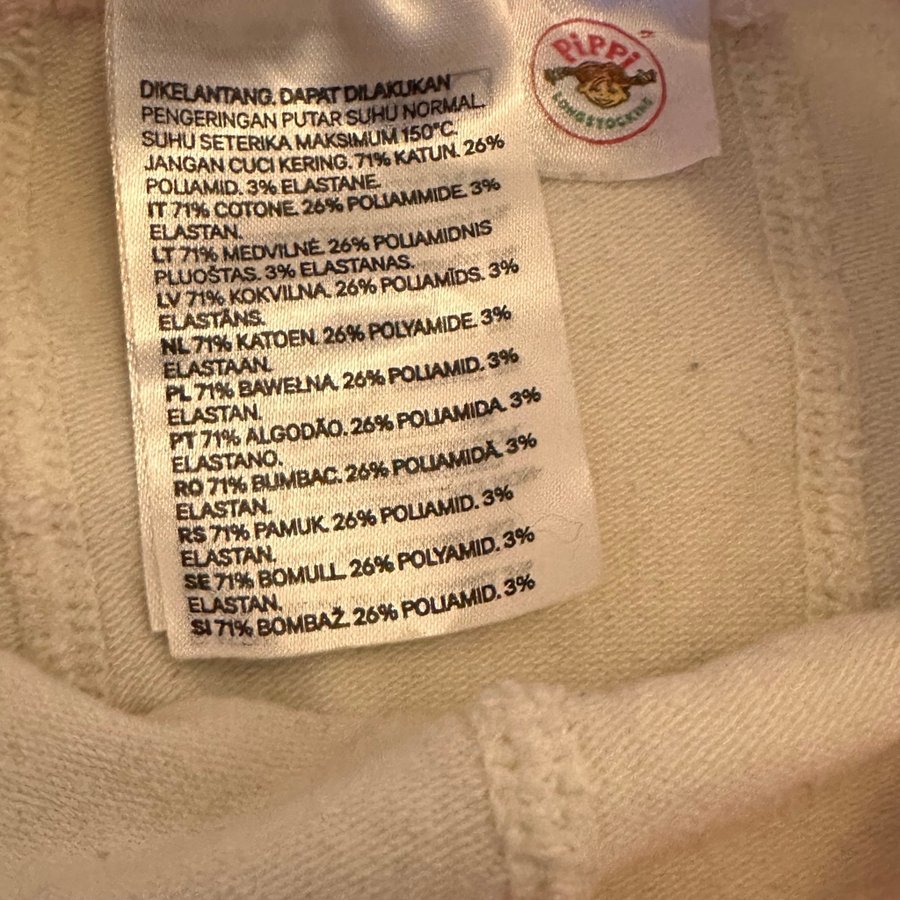 DIKELANTANG. DAPAT DILAKUKAN
PENGERINGAN PUTAR SUHU NORMAL.
SUHU SETERIKA MAKSIMUM 150°C.
JANGAN CUCI KERING. 71% KATUN. 26%
POLIAMID. 3% ELASTANE.
IT 71% COTONE. 26% POLIAMMIDE. 3%
ELASTAN.
LT 71% MEDVILNĖ. 26% POLIAMIDNIS
PLUOŠTAS. 3% ELASTANAS.
LV 71% KOKVILNA. 26% POLIAMĪDS. 3%
ELASTĀNS.
NL 71% KATOEN. 26% POLYAMIDE. 3%
ELASTAAN.
PL 71% BAWEŁNA. 26% POLIAMID. 3%
ELASTAN.
PT 71% ALGODÃO. 26% POLIAMIDA. 3%
ELASTANO.
RO 71% BUMBAC. 26% POLIAMIDĂ. 3%
ELASTAN.
RS 71% PAMUK. 26% POLIAMID. 3%
ELASTAN.
SE 71% BOMULL. 26% POLYAMID. 3%
ELASTAN.
SI 71% BOMBAŽ. 26% POLIAMID. 3%
PiPPi
LONGSTOCKING